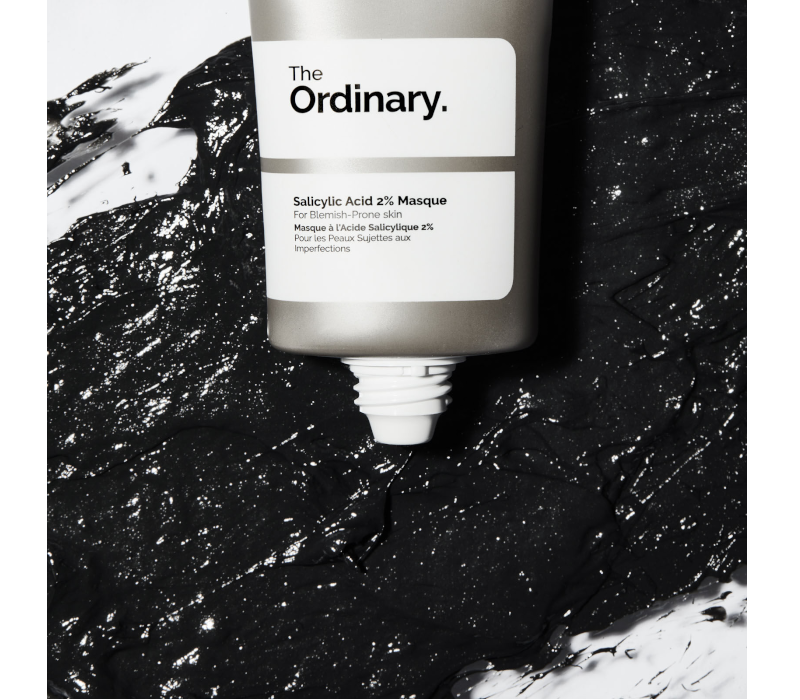 The
Ordinary.
Salicylic Acid 2% Masque
For Blemish-Prone skin
Masque à l'Acide Salicylique 2%
Pour les Peaux Sujettes aux
Imperfections